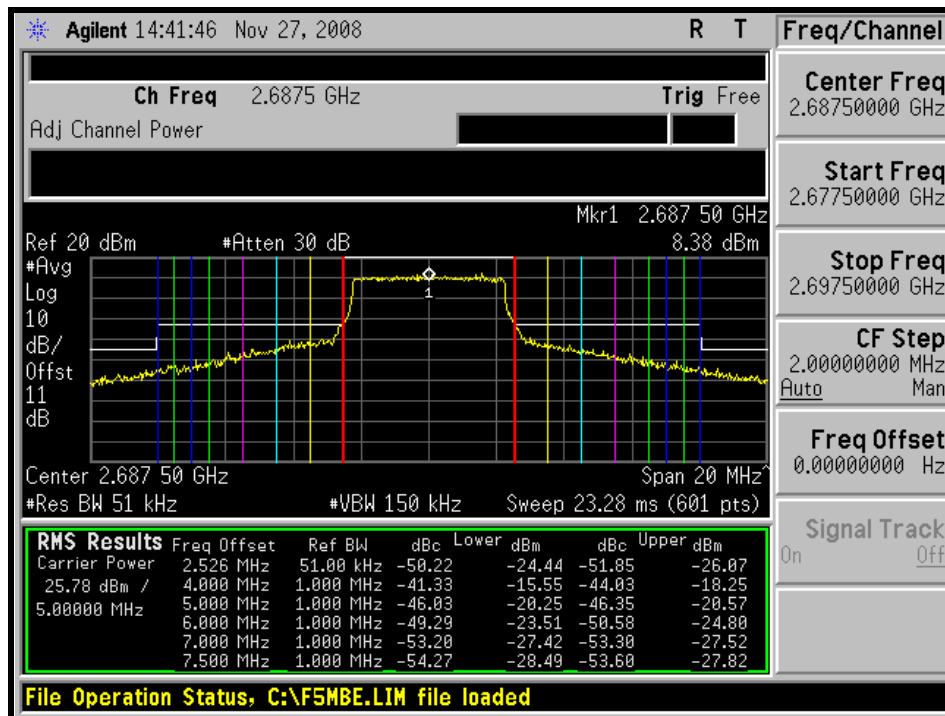 Agilent 14:41:46 Nov 27, 2008 R T
Freq/Channel
Ch Freq 2.6875 GHz Trig Free
Adj Channel Power
Center Freq
2.68750000 GHz
Start Freq
2.67750000 GHz
Stop Freq
2.69750000 GHz
CF Step
2.00000000 MHz
Auto Man
Freq Offset
0.00000000 Hz
Signal Track
On Off
Mkr1 2.687 50 GHz
Ref 20 dBm #Atten 30 dB 8.38 dBm
#Avg
Log
10
dB/
Offst
11
dB
1
Center 2.687 50 GHz Span 20 MHz^
#Res BW 51 kHz #VBW 150 kHz Sweep 23.28 ms (601 pts)
RMS Results Freq Offset Ref BW dBc Lower dBm dBc Upper dBm
Carrier Power 2.526 MHz 51.00 kHz -50.22 -24.44 -51.85 -26.07
25.78 dBm / 4.000 MHz 1.000 MHz -41.33 -15.55 -44.03 -18.25
5.00000 MHz 5.000 MHz 1.000 MHz -46.03 -20.25 -46.35 -20.57
6.000 MHz 1.000 MHz -49.29 -23.51 -50.58 -24.80
7.000 MHz 1.000 MHz -53.20 -27.42 -53.30 -27.52
7.500 MHz 1.000 MHz -54.27 -28.49 -53.60 -27.82
File Operation Status, C:\F5MBE.LIM file loaded